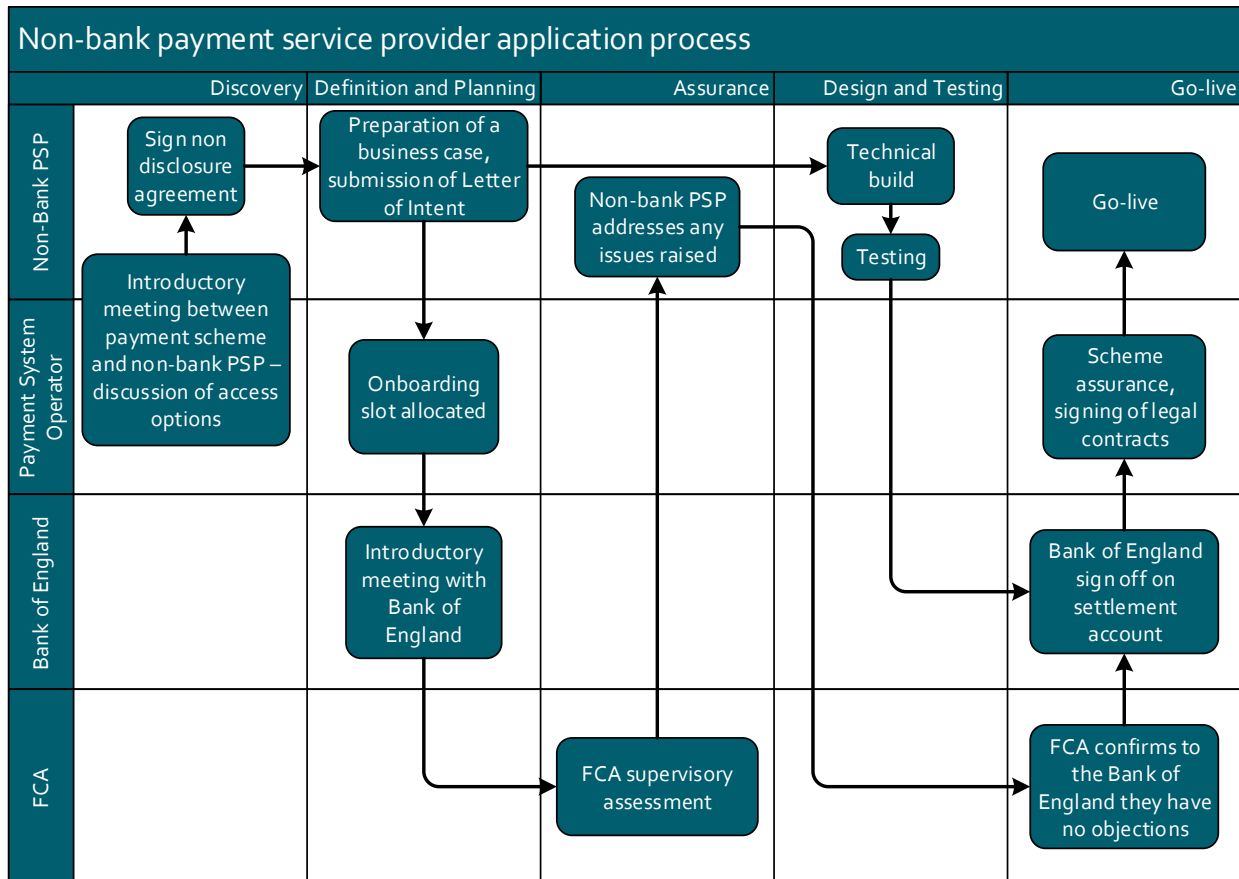 Non-bank payment service provider application process
Discovery
Definition and Planning
Assurance
Design and Testing
Go-live
Non-Bank PSP
Sign non
disclosure
agreement
Preparation of a
business case,
submission of Letter
of Intent
Non-bank PSP
addresses any
issues raised
Technical
build
Testing
Go-live
Introductory
meeting between
payment scheme
and non-bank PSP –
discussion of access
options
Payment System
Operator
Onboarding
slot allocated
Scheme
assurance,
signing of legal
contracts
Bank of England
Introductory
meeting with
Bank of
England
Bank of England
sign off on
settlement
account
FCA
FCA supervisory
assessment
FCA confirms to
the Bank of
England they have
no objections